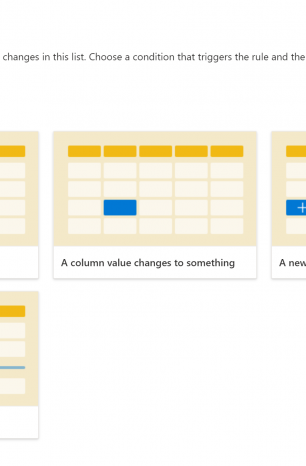 changes in this list. Choose a condition that triggers the rule and the
A column value changes to something
A new